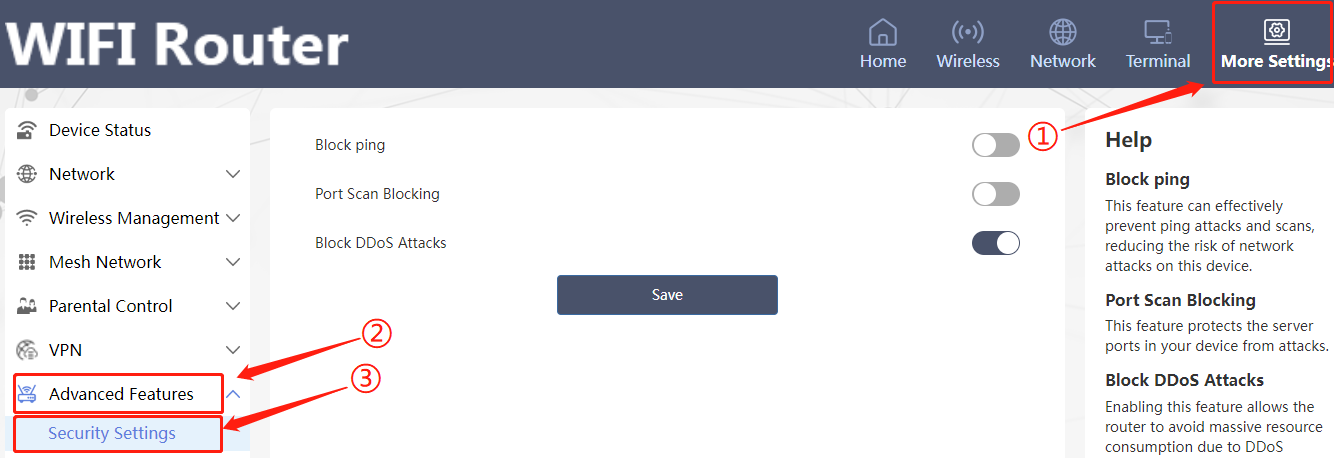 WIFI Router
Home
Wireless
Network
Terminal
More Settings
①
Device Status
Network
Wireless Management
Mesh Network
Parental Control
VPN
②
Advanced Features
③
Security Settings
Block ping
Port Scan Blocking
Block DDoS Attacks
Save
Help
Block ping
This feature can effectively
prevent ping attacks and scans,
reducing the risk of network
attacks on this device.
Port Scan Blocking
This feature protects the server
ports in your device from attacks.
Block DDoS Attacks
Enabling this feature allows the
router to avoid massive resource
consumption due to DDoS